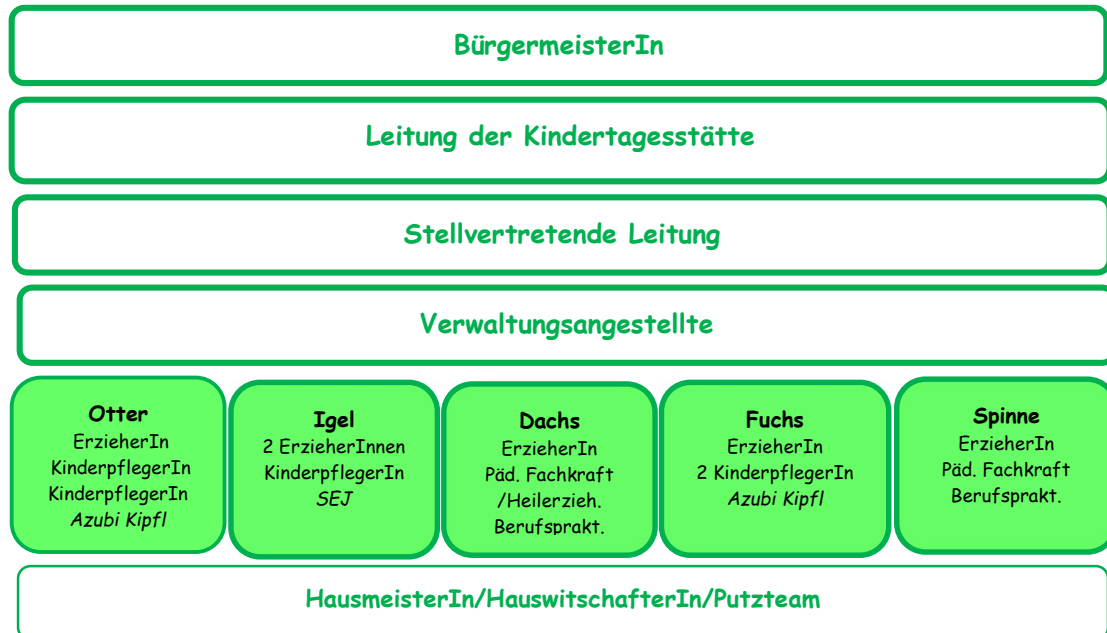 BürgermeisterIn
Leitung der Kindertagesstätte
Stellvertretende Leitung
Verwaltungsangestellte
Otter
ErzieherIn
KinderpflegerIn
KinderpflegerIn
Azubi Kipfl
Igel
2 ErzieherInnen
KinderpflegerIn
SEJ
Dachs
ErzieherIn
Päd. Fachkraft
/Heilerzieh.
Berufsprakt.
Fuchs
ErzieherIn
2 KinderpflegerIn
Azubi Kipfl
Spinne
ErzieherIn
Päd. Fachkraft
Berufsprakt.
HausmeisterIn/HauswitschafterIn/Putzteam